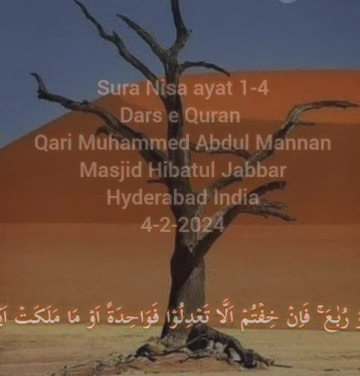 Sura Nisa ayat 1-4
Dars e Quran
Qari Muhammed Abdul Mannan
Masjid Hibatul Jabbar
Hyderabad India
4-2-2024
رُبٰعَ ۚ فَاِنْ خِفْتُمْ اَلَّا تَعْدِلُوْا فَوَاحِدَةً اَوْ مَا مَلَكَتْ